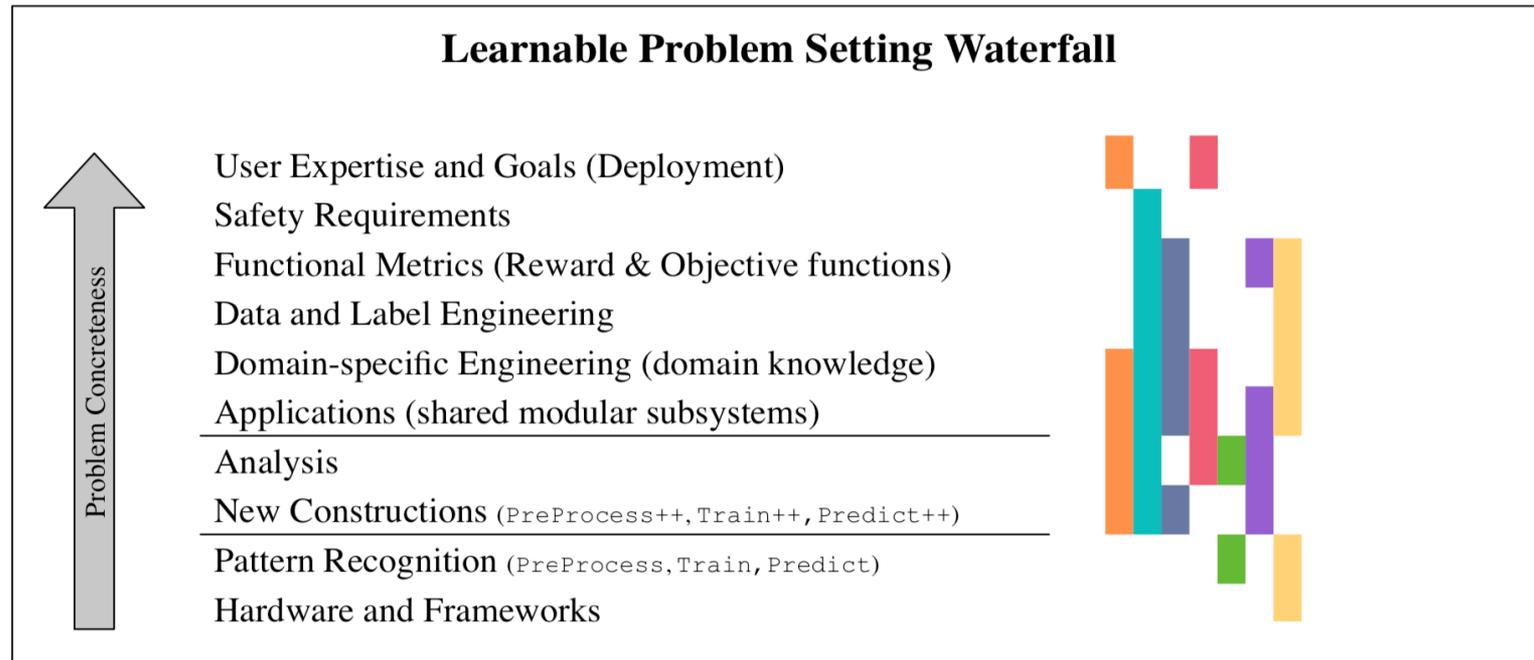 Learnable Problem Setting Waterfall
Problem Concreteness
User Expertise and Goals (Deployment)
Safety Requirements
Functional Metrics (Reward & Objective functions)
Data and Label Engineering
Domain-specific Engineering (domain knowledge)
Applications (shared modular subsystems)
Analysis
New Constructions (PreProcess++, Train++, Predict++)
Pattern Recognition (PreProcess, Train, Predict)
Hardware and Frameworks